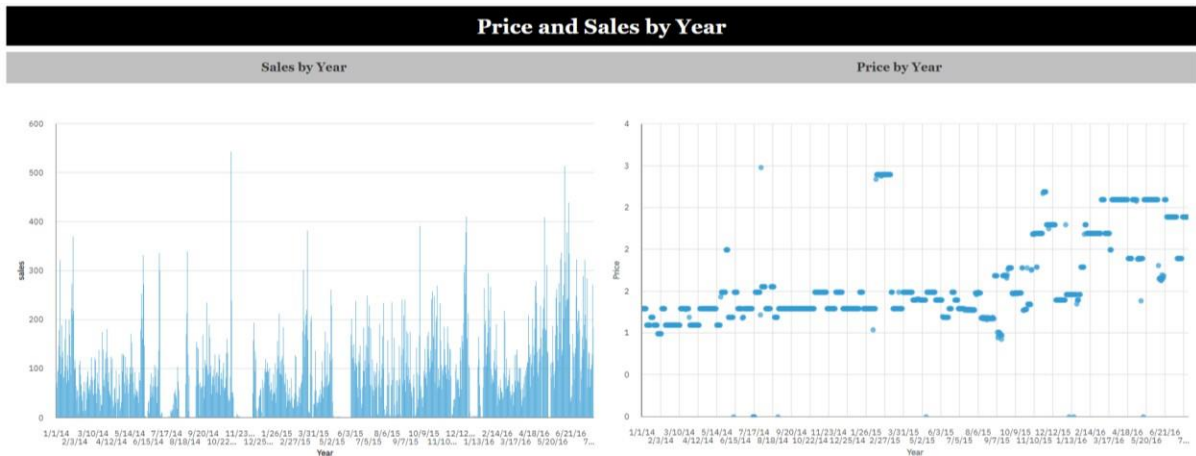 Price and Sales by Year
Sales by Year
600
500
400
300
200
100
0
sales
1/1/14 3/10/14 5/14/14 7/17/14 9/20/14 11/23... 1/26/15 3/31/15 6/3/15 8/6/15 10/9/15 12/12... 2/14/16 4/18/16 6/21/16
2/3/14 4/12/14 6/15/14 8/18/14 10/22... 12/25... 2/27/15 5/2/15 7/5/15 9/7/15 11/10... 1/13/16 3/17/16 5/20/16 7...
Year
Price by Year
4
3
2
2
2
1
0
0
Price
1/1/14 3/10/14 5/14/14 7/17/14 9/20/14 11/23/14 1/26/15 3/31/15 6/3/15 8/6/15 10/9/15 12/12/15 2/14/16 4/18/16 6/21/16
2/3/14 4/12/14 6/15/14 8/18/14 10/22/14 12/25/14 2/27/15 5/2/15 7/5/15 9/7/15 11/10/15 1/13/16 3/17/16 5/20/16 7...
Year